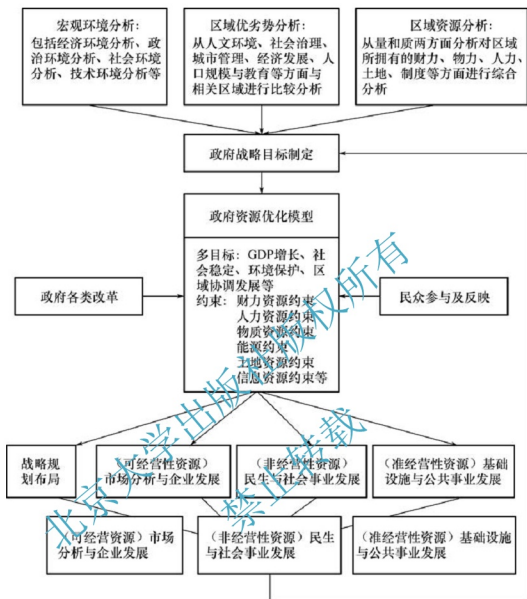 宏观环境分析：
包括经济环境分析、政
治环境分析、社会环境
分析、技术环境分析等
区域优劣势分析：
从人文环境、社会治理、
城市管理、经济发展、人
口规模与教育等方面与
相关区域进行比较分析
区域资源分析：
从量和质两方面分析对区域
所拥有的财力、物力、人力、
土地、制度等方面进行综合
分析
政府战略目标制定
政府资源优化模型
多目标：GDP增长、社
会稳定、环境保护、区
域协调发展等
约束：财力资源约束
人力资源约束
物质资源约束
能源约束
土地资源约束
信息资源约束等
政府各类改革
民众参与及反映
战略规
划布局
（可经营性资源）
市场分析与企业发展
（非经营性资源）
民生与社会事业发展
（准经营性资源）基础
设施与公共事业发展
（可经营资源）市场
分析与企业发展
（非经营性资源）民生
与社会事业发展
（准经营性资源）基础设施
与公共事业发展
北京大学出版社版权所有
禁止转载